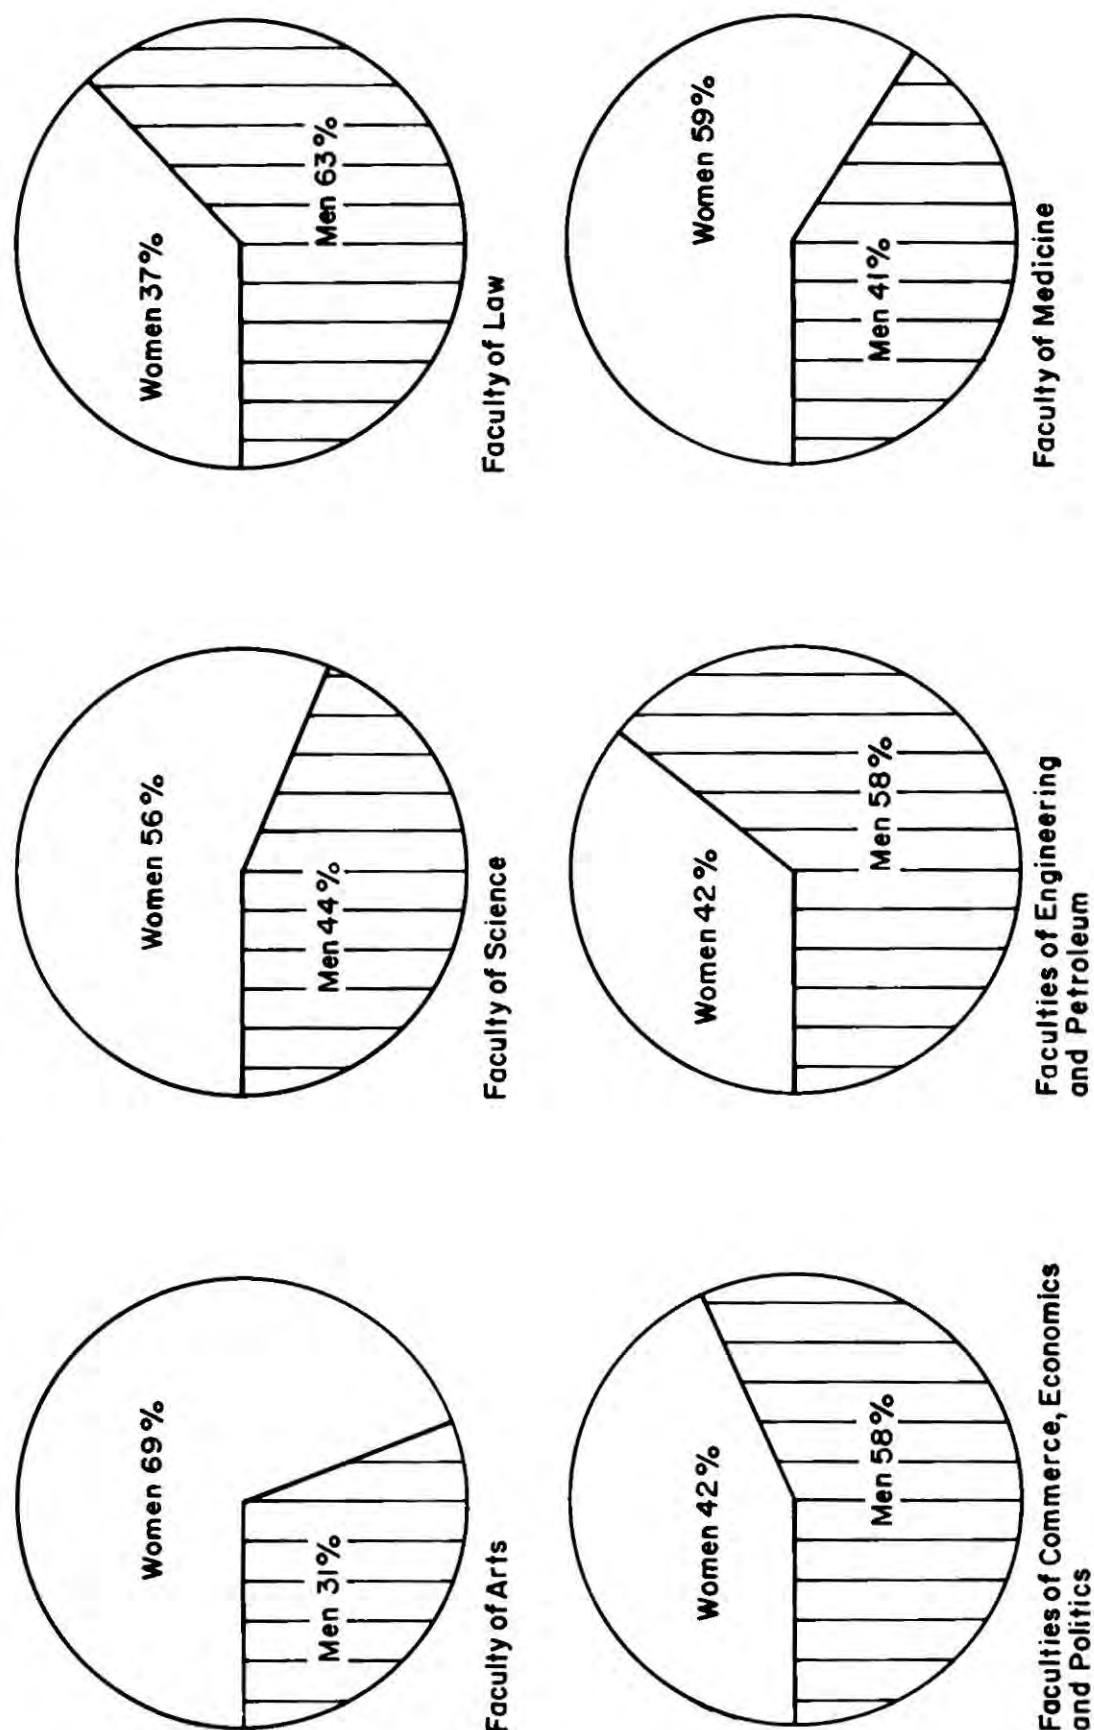 Women 69%
Men 31%
Faculty of Arts
Women 56%
Men 44%
Faculty of Science
Women 37%
Men 63%
Faculty of Law
Women 42%
Men 58%
Faculties of Commerce, Economics
and Politics
Women 42%
Men 58%
Faculties of Engineering
and Petroleum
Women 59%
Men 41%
Faculty of Medicine